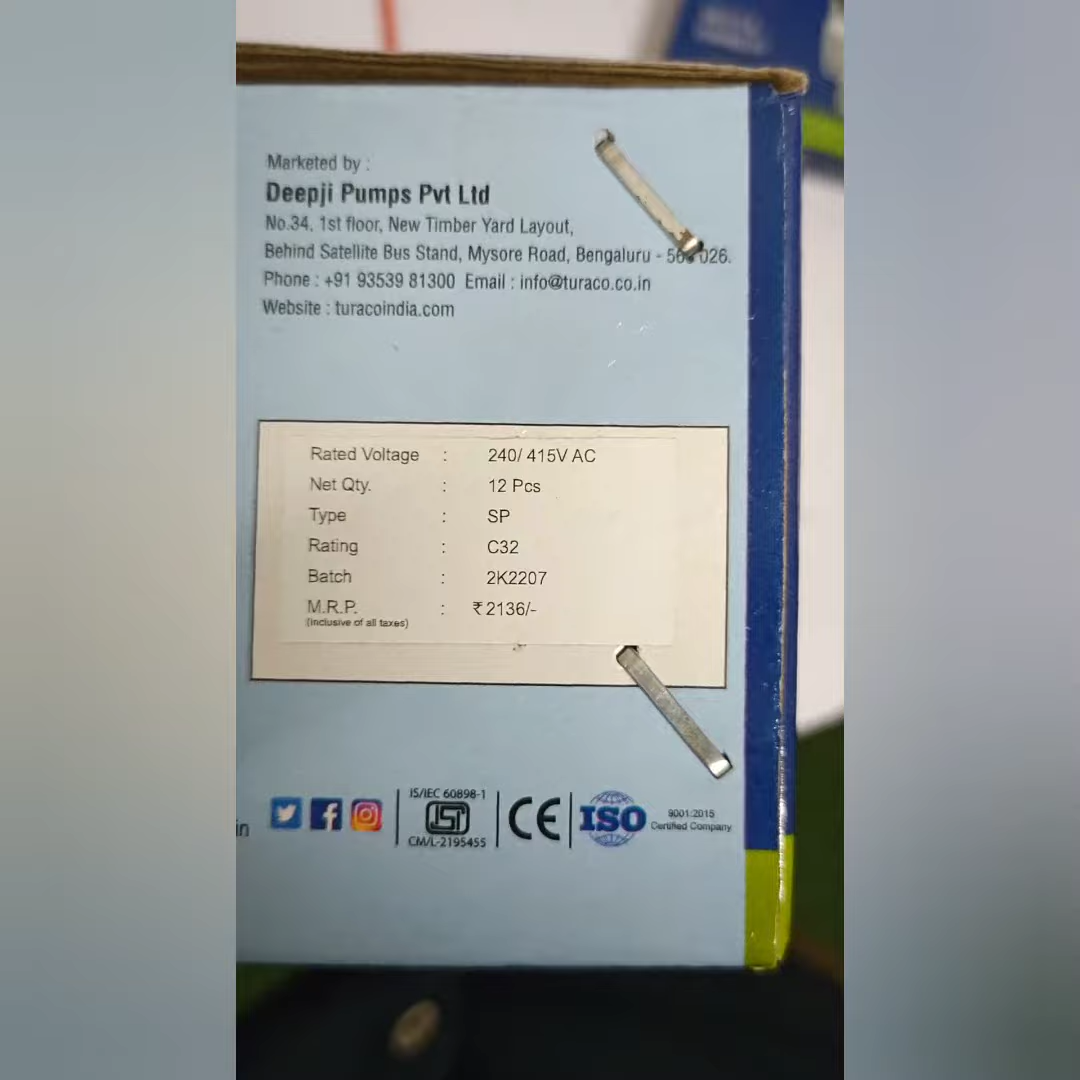 Marketed by :
Deepji Pumps Pvt Ltd
No.34, 1st floor, New Timber Yard Layout,
Behind Satellite Bus Stand, Mysore Road, Bengaluru - 026.
Phone : +91 93539 81300 Email : info@turaco.co.in
Website : turacoindia.com
Rated Voltage : 240/ 415V AC
Net Qty. : 12 Pcs
Type : SP
Rating : C32
Batch : 2K2207
M.R.P. : ₹ 2136/-
(inclusive of all taxes)
in
IS/IEC 60898-1
ISI
CM/L-2195455
CE
ISO
9001:2015
Certified Company